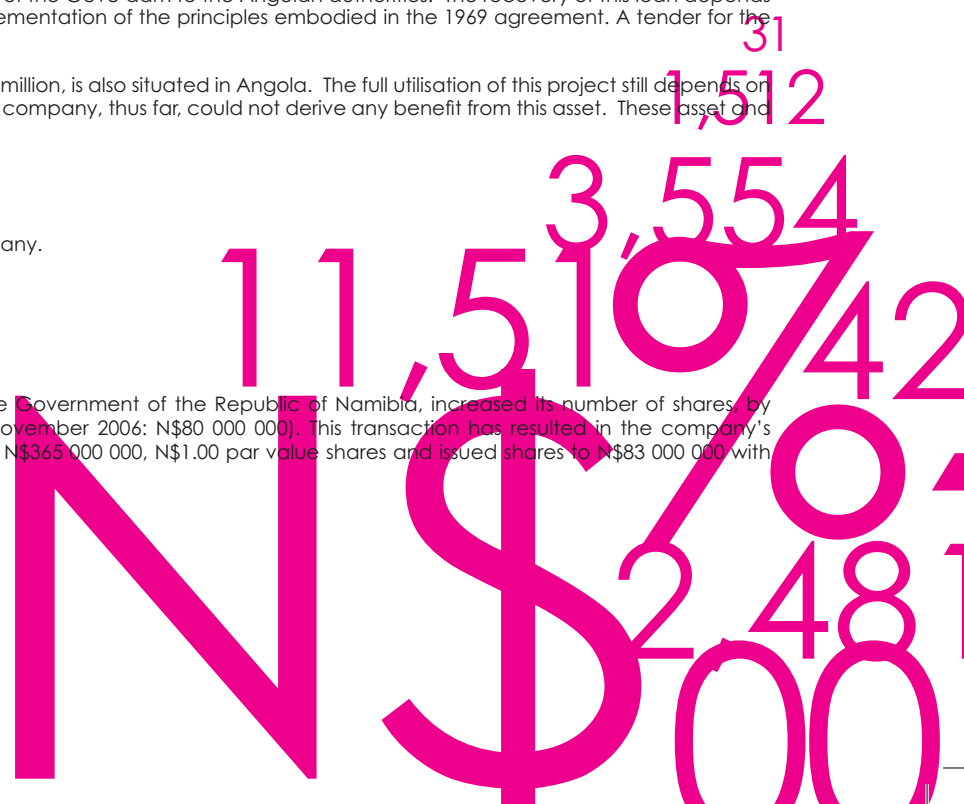 of the Gove dam to the Angolan authorities. The recovery of this loan depends
ementation of the principles embodied in the 1969 agreement. A tender for the
31
million, is also situated in Angola. The full utilisation of this project still depends on
1,512
company, thus far, could not derive any benefit from this asset. These asset and
3,554
any.
11,510
%
42
e Government of the Republic of Namibia, increased its number of shares, by
ovember 2006: N$80 000 000). This transaction has resulted in the company's
N$365 000 000, N$1.00 par value shares and issued shares to N$83 000 000 with
N$
2,481
00